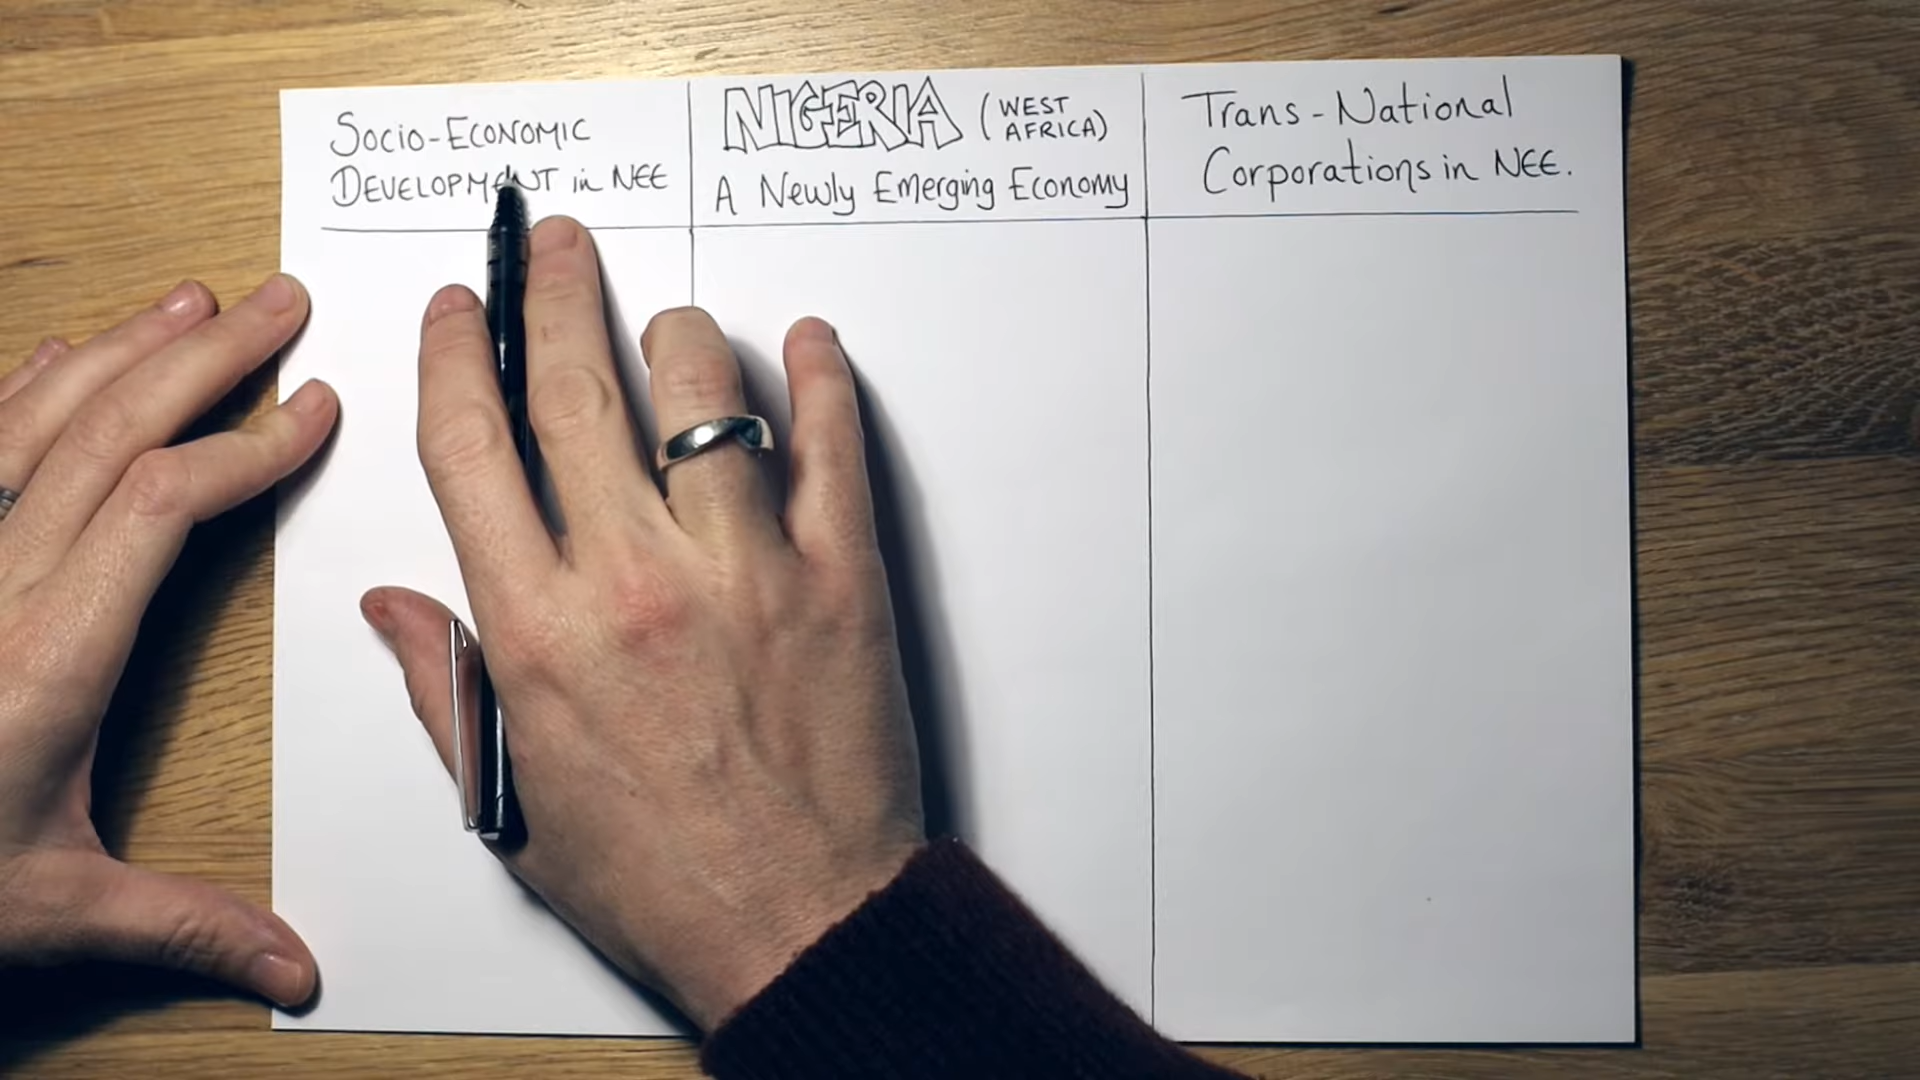 Socio-Economic
Development in NEE
NIGERIA (WEST
AFRICA)
A Newly Emerging Economy
Trans-National
Corporations in NEE.